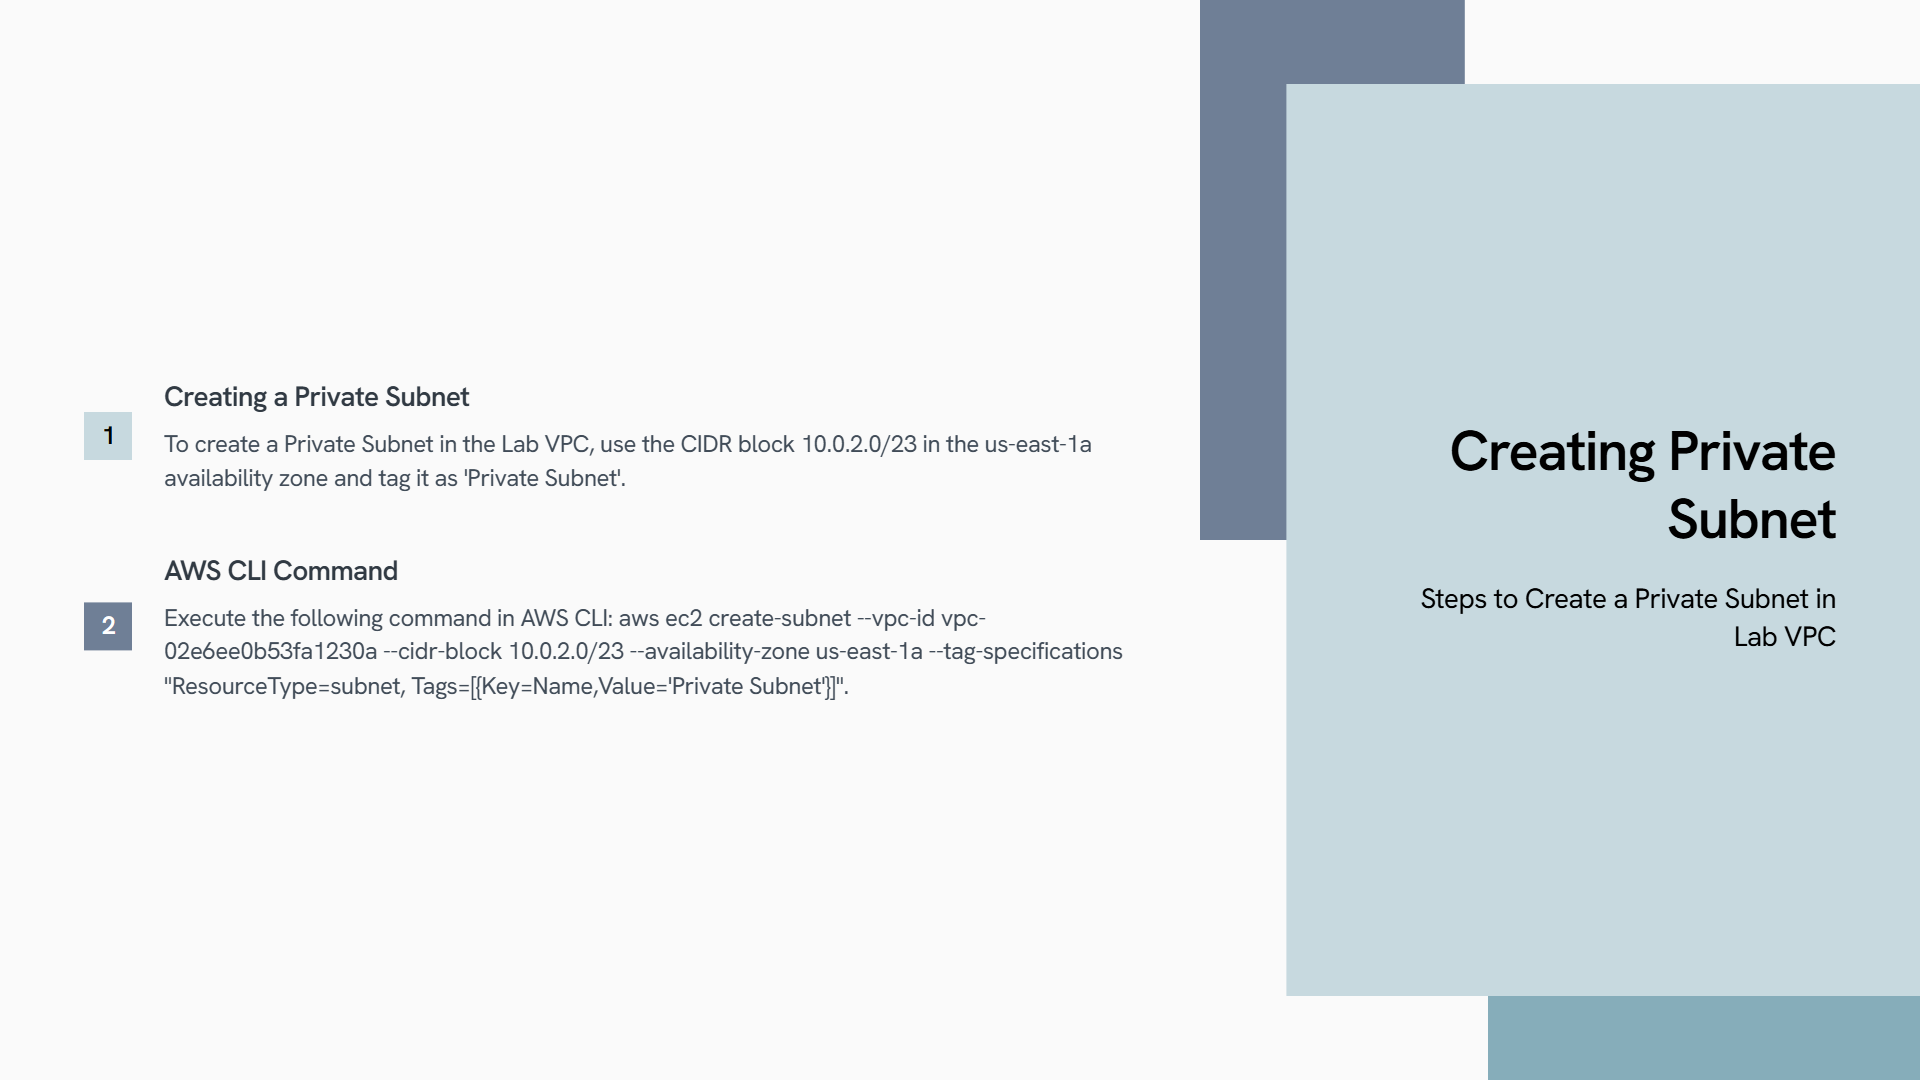 Creating a Private Subnet
1
To create a Private Subnet in the Lab VPC, use the CIDR block 10.0.2.0/23 in the us-east-1a
availability zone and tag it as 'Private Subnet'.
AWS CLI Command
2
Execute the following command in AWS CLI: aws ec2 create-subnet --vpc-id vpc-
02e6ee0b53fa1230a --cidr-block 10.0.2.0/23 --availability-zone us-east-1a --tag-specifications
"ResourceType=subnet, Tags=[{Key=Name,Value='Private Subnet'}]".
Creating Private
Subnet
Steps to Create a Private Subnet in
Lab VPC